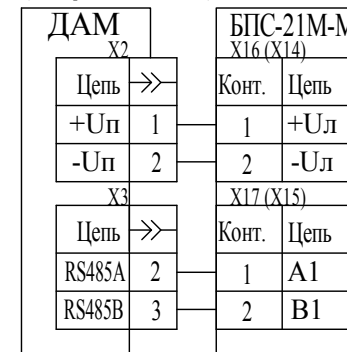 ДАМ БПС-21М-М
X2 X16 (X14)
Цепь Конт. Цепь
+Uп 1 1 +Uл
-Uп 2 2 -Uл
X3 X17 (X15)
Цепь Конт. Цепь
RS485A 2 1 A1
RS485B 3 2 B1